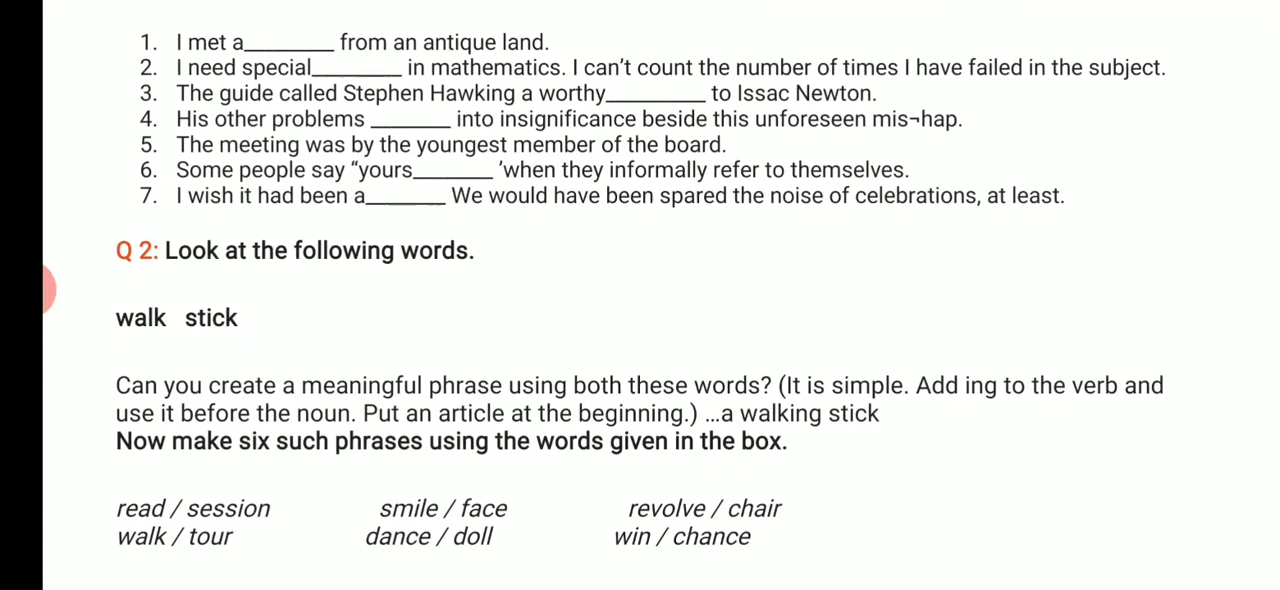 1. I met a________ from an antique land.
2. I need special________ in mathematics. I can't count the number of times I have failed in the subject.
3. The guide called Stephen Hawking a worthy_________ to Issac Newton.
4. His other problems _______ into insignificance beside this unforeseen mis¬hap.
5. The meeting was by the youngest member of the board.
6. Some people say “yours_______ ’when they informally refer to themselves.
7. I wish it had been a_______ We would have been spared the noise of celebrations, at least.
Q 2: Look at the following words.
walk stick
Can you create a meaningful phrase using both these words? (It is simple. Add ing to the verb and
use it before the noun. Put an article at the beginning.) ...a walking stick
Now make six such phrases using the words given in the box.
read / session smile / face revolve / chair
walk / tour dance / doll win / chance